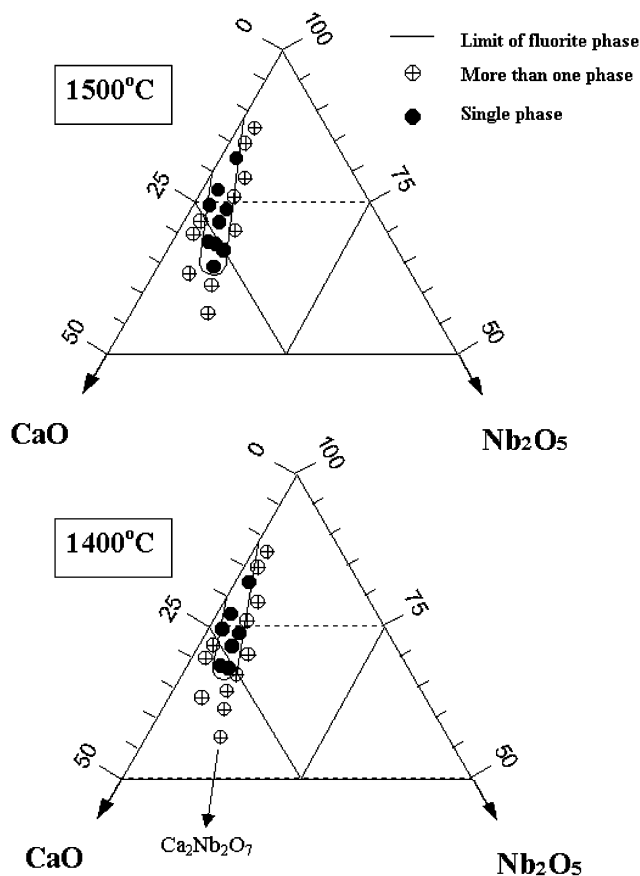 0
100
Limit of fluorite phase
1500°C
More than one phase
Single phase
25
75
50
50
CaO
Nb₂O₅
0
100
1400°C
25
75
50
50
Ca₂Nb₂O₇
CaO
Nb₂O₅